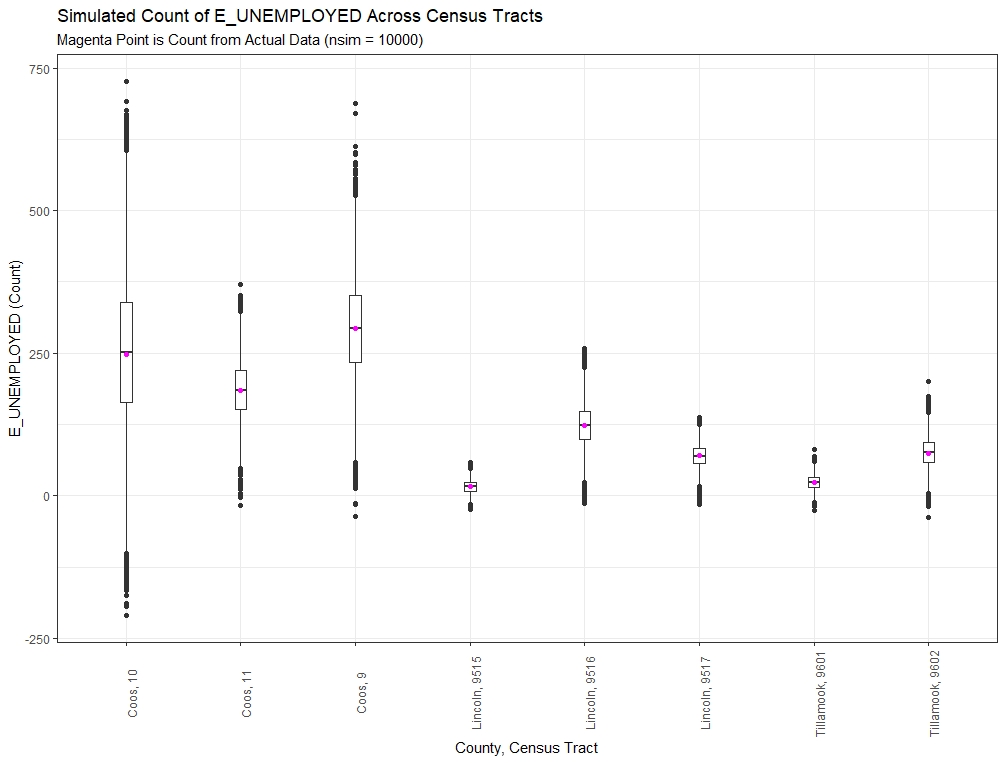 Simulated Count of E_UNEMPLOYED Across Census Tracts
Magenta Point is Count from Actual Data (nsim = 10000)
E_UNEMPLOYED (Count)
750
500
250
0
-250
Coos, 10
Coos, 11
Coos, 9
Lincoln, 9515
Lincoln, 9516
Lincoln, 9517
Tillamook, 9601
Tillamook, 9602
County, Census Tract